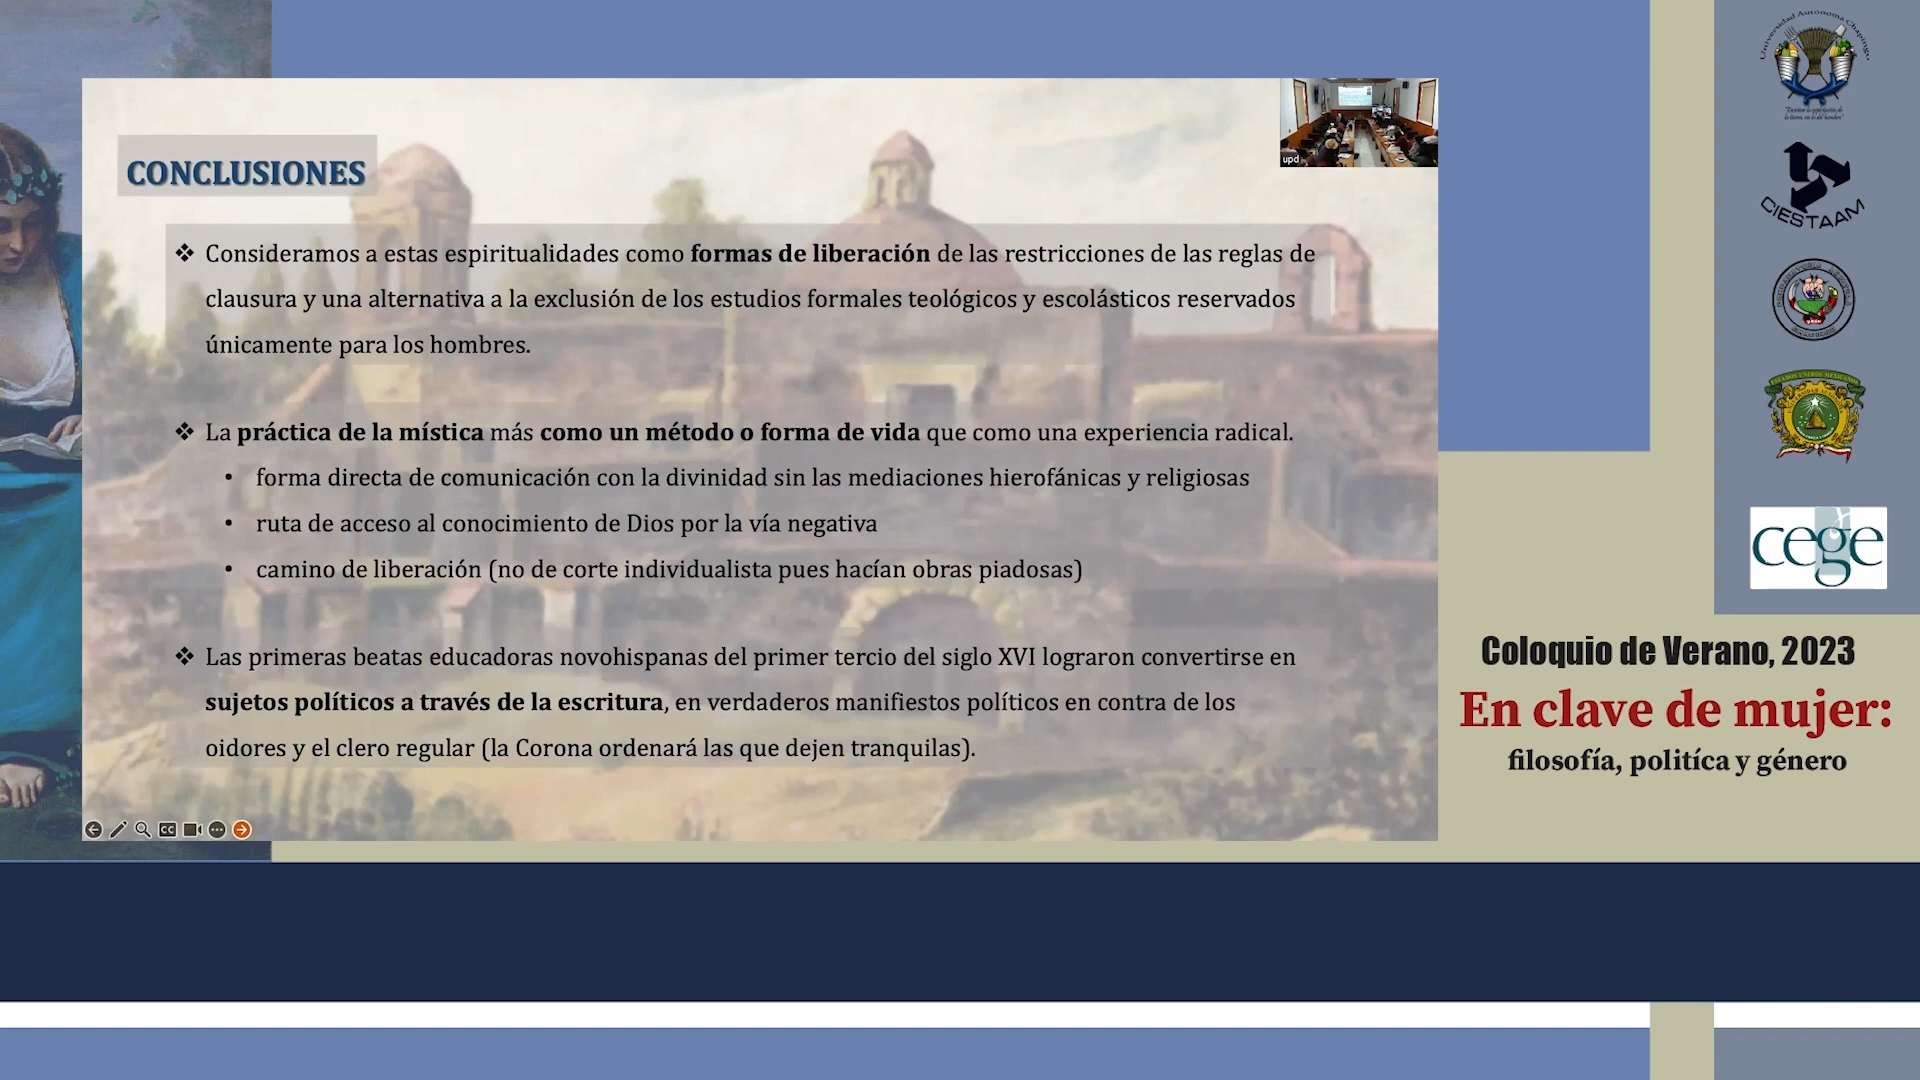 CONCLUSIONES
upd
❖ Consideramos a estas espiritualidades como formas de liberación de las restricciones de las reglas de
clausura y una alternativa a la exclusión de los estudios formales teológicos y escolásticos reservados
únicamente para los hombres.
❖ La práctica de la mística más como un método o forma de vida que como una experiencia radical.
• forma directa de comunicación con la divinidad sin las mediaciones hierofánicas y religiosas
• ruta de acceso al conocimiento de Dios por la vía negativa
• camino de liberación (no de corte individualista pues hacían obras piadosas)
❖ Las primeras beatas educadoras novohispanas del primer tercio del siglo XVI lograron convertirse en
sujetos políticos a través de la escritura, en verdaderos manifiestos políticos en contra de los
oidores y el clero regular (la Corona ordenará las que dejen tranquilas).
CC
Universidad Autónoma Chapingo
CIESTAAM
cege
Coloquio de Verano, 2023
En clave de mujer:
filosofía, politíca y género